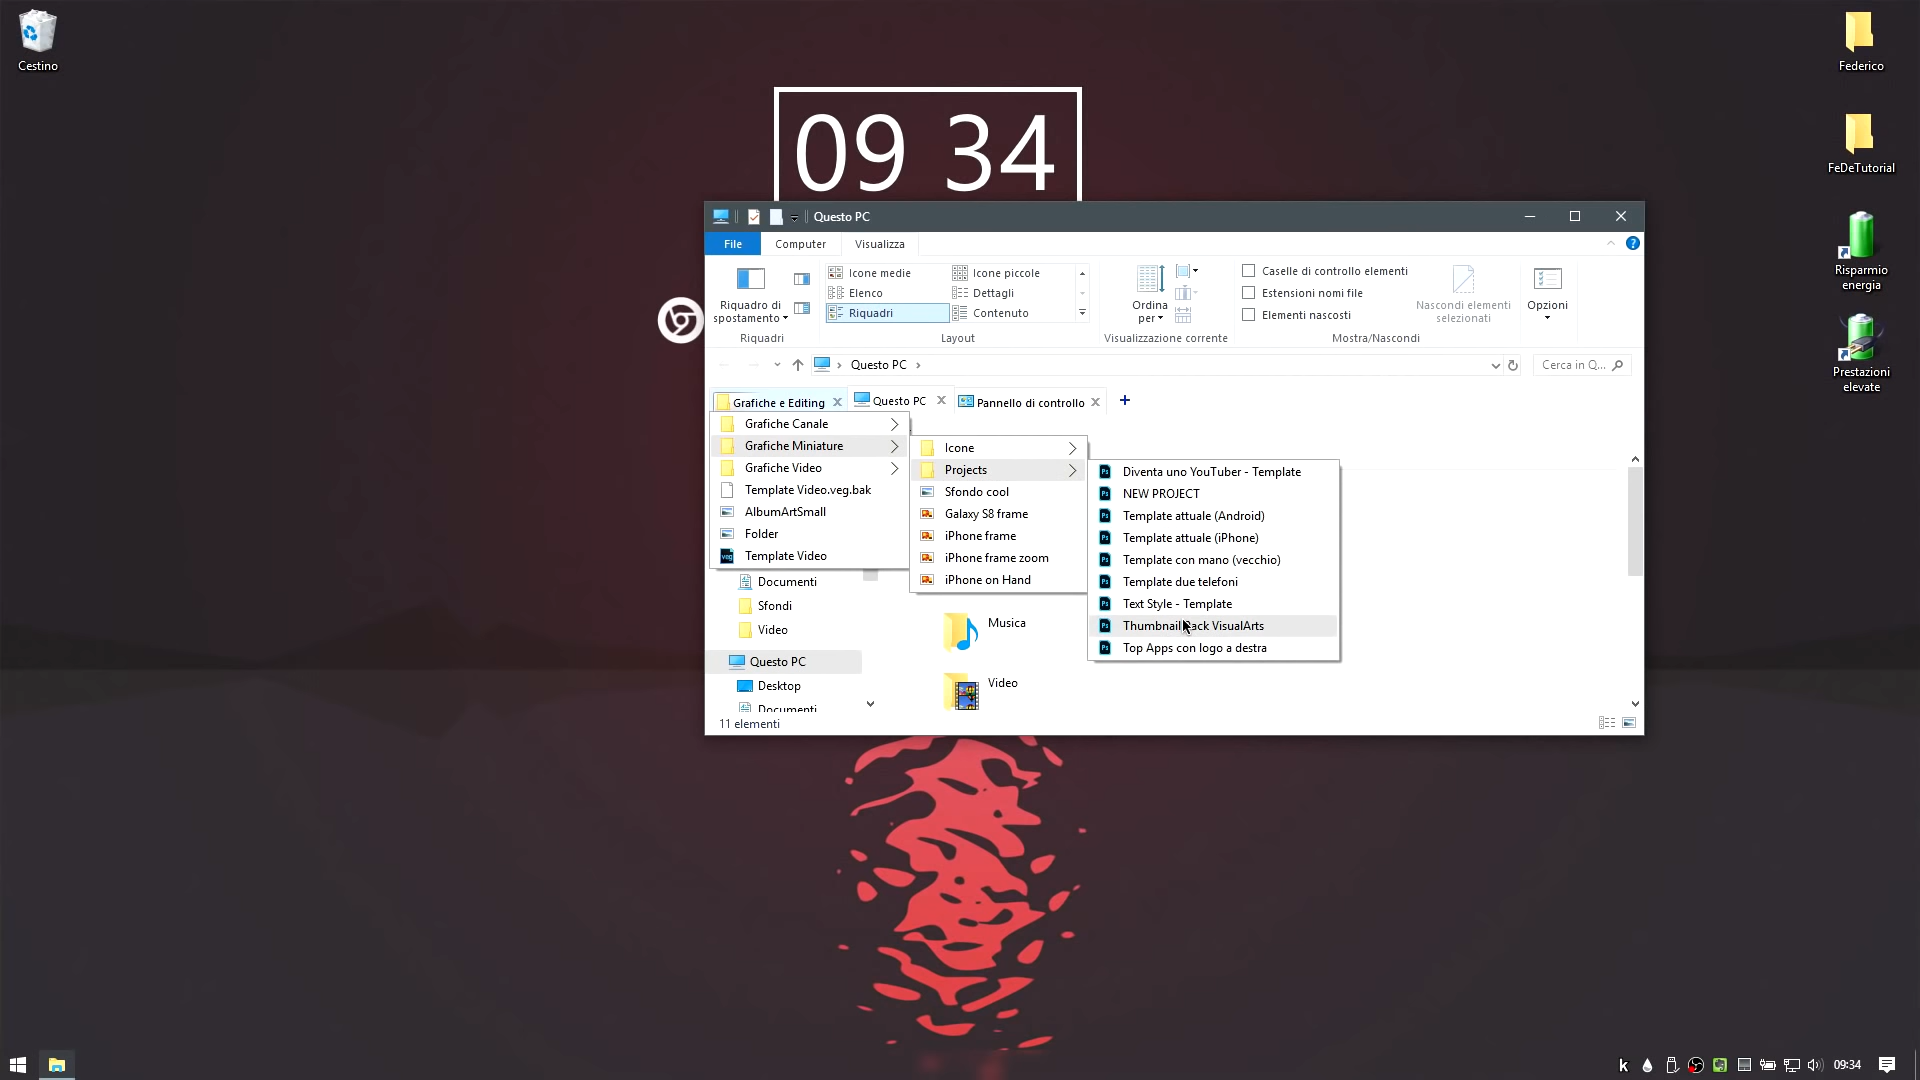 Cestino
Federico
FeDeTutorial
Risparmio
energia
Prestazioni
elevate
09 34
Questo PC
File Computer Visualizza
Riquadro di
spostamento
Riquadri
Icone medie Icone piccole
Elenco Dettagli
Riquadri Contenuto
Layout
Ordina
per
Visualizzazione corrente
Caselle di controllo elementi
Estensioni nomi file
Elementi nascosti
Nascondi elementi
selezionati
Mostra/Nascondi
Opzioni
Questo PC
Cerca in Q...
Grafiche e Editing Questo PC Pannello di controllo
Grafiche Canale
Grafiche Miniature
Grafiche Video
Template Video.veg.bak
AlbumArtSmall
Folder
Template Video
Icone
Projects
Sfondo cool
Galaxy S8 frame
iPhone frame
iPhone frame zoom
iPhone on Hand
Diventa uno YouTuber - Template
NEW PROJECT
Template attuale (Android)
Template attuale (iPhone)
Template con mano (vecchio)
Template due telefoni
Text Style - Template
Thumbnail ack VisualArts
Top Apps con logo a destra
Documenti
Sfondi
Video
Questo PC
Desktop
Documenti
Musica
Video
11 elementi
09:34